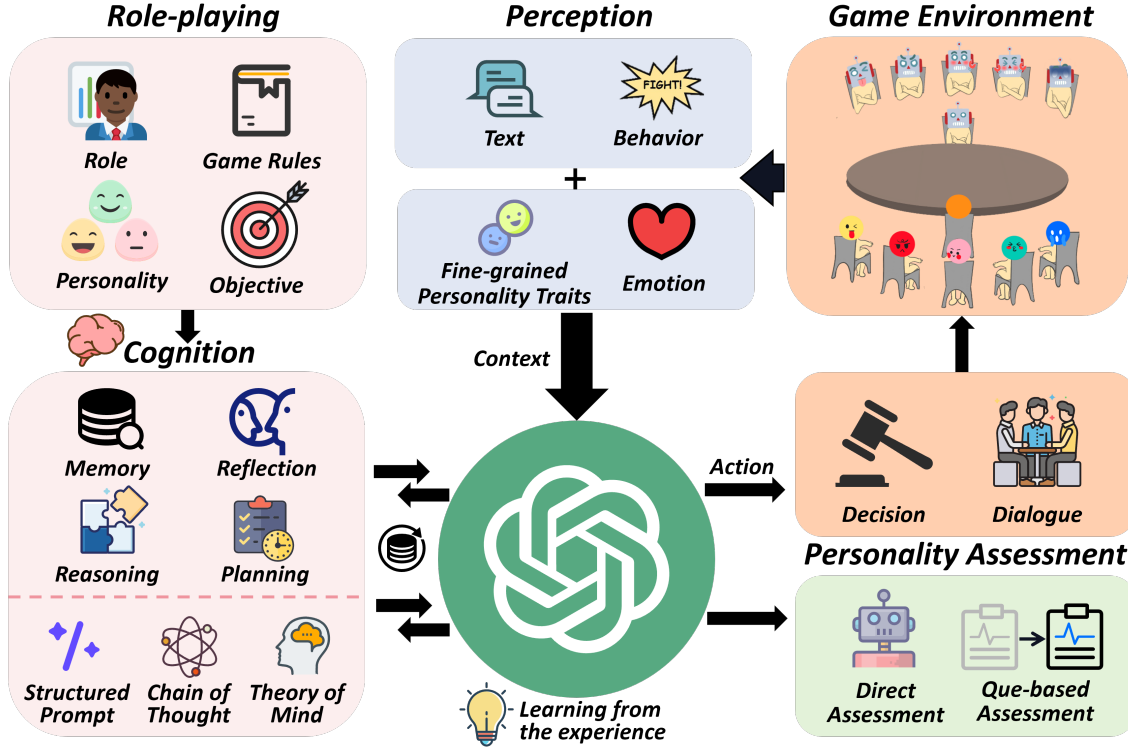 Role-playing
Perception
Game Environment
Role
Game Rules
Personality
Objective
Text
FIGHT!
Behavior
+
Fine-grained
Personality Traits
Emotion
Cognition
Context
Memory
Reflection
Reasoning
Planning
Structured
Prompt
Chain of
Thought
Theory of
Mind
Action
Decision
Dialogue
Personality Assessment
Direct
Assessment
Que-based
Assessment
Learning from
the experience